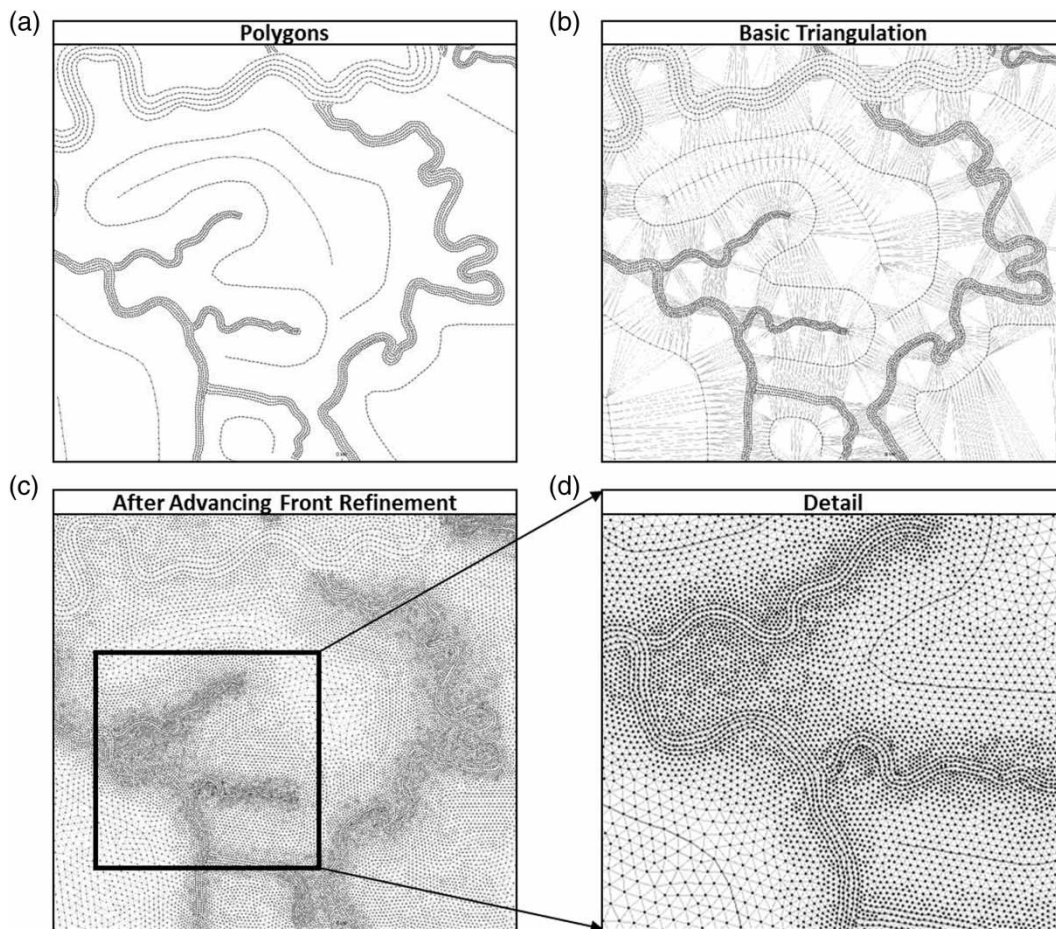 (a)
Polygons
(b)
Basic Triangulation
(c)
After Advancing Front Refinement
(d)
Detail